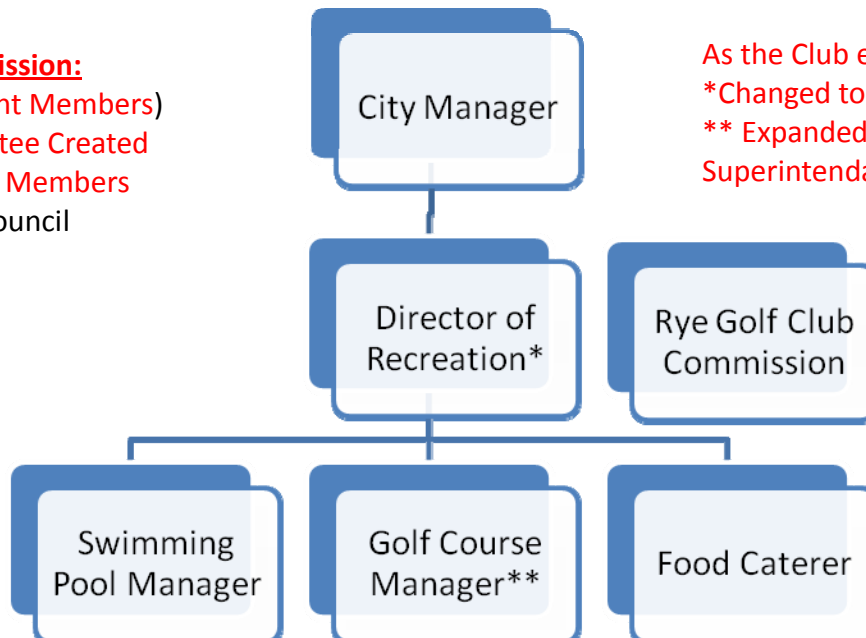 ission:
nt Members)
tee Created
Members
ouncil
City Manager
As the Club e
*Changed to
** Expanded
Superintenda
Director of
Recreation*
Rye Golf Club
Commission
Swimming
Pool Manager
Golf Course
Manager**
Food Caterer